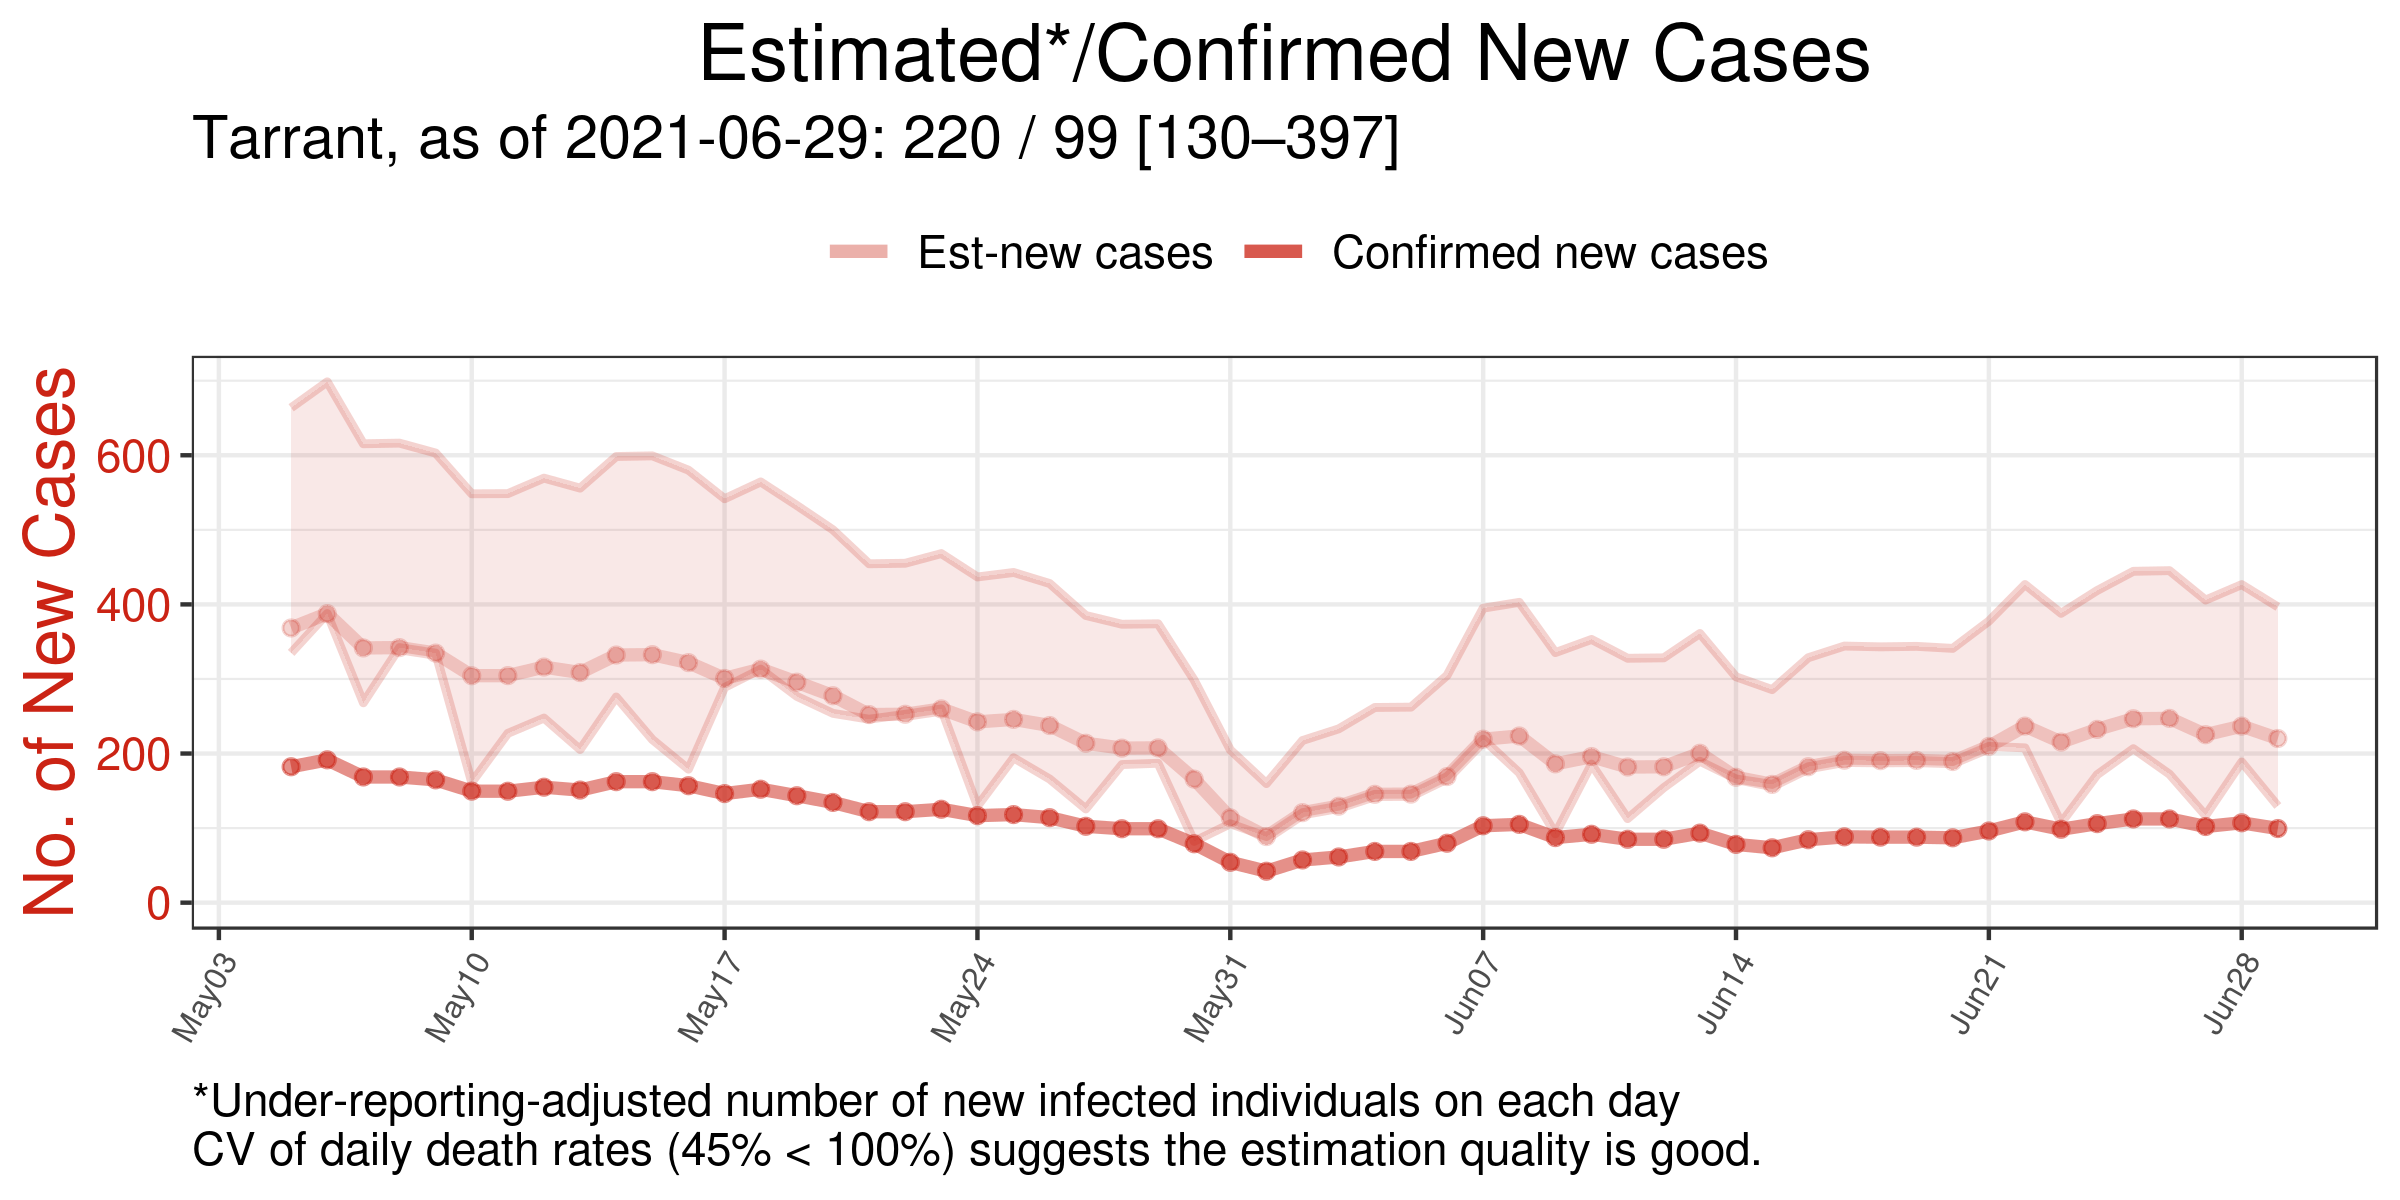 Estimated*/Confirmed New Cases
Tarrant, as of 2021-06-29: 220 / 99 [130–397]
Est-new cases
Confirmed new cases
No. of New Cases
600
400
200
0
May03
May10
May17
May24
May31
Jun07
Jun14
Jun21
Jun28
*Under-reporting-adjusted number of new infected individuals on each day
CV of daily death rates (45% < 100%) suggests the estimation quality is good.